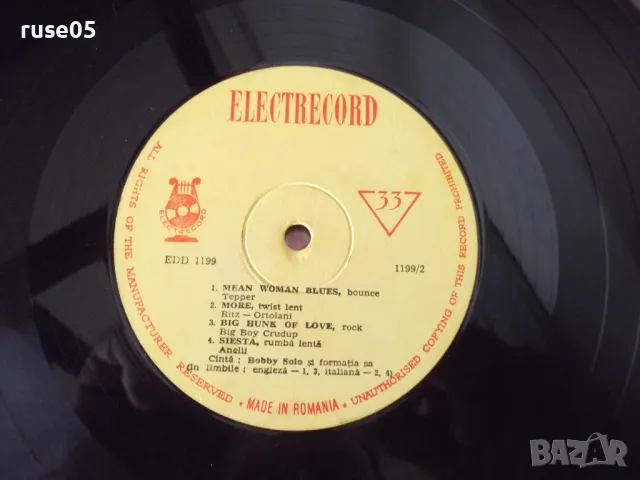 ruse05
ELECTRECORD
ALL RIGHTS OF THE MANUFACTURER RESERVED • MADE IN ROMANIA • UNAUTHORISED COPYING OF THIS RECORD PROHIBITED
ELECTRECORD
33
EDD 1199
1199/2
1. MEAN WOMAN BLUES, bounce
Tepper
2. MORE, twist lent
Ritz — Ortolani
3. BIG HUNK OF LOVE, rock
Big Boy Crudup
4. SIESTA, rumbă lentă
Anelli
Cîntă : Bobby Solo și formația sa
(în limbile : engleză — 1, 3, italiană — 2, 4)
BAZAR